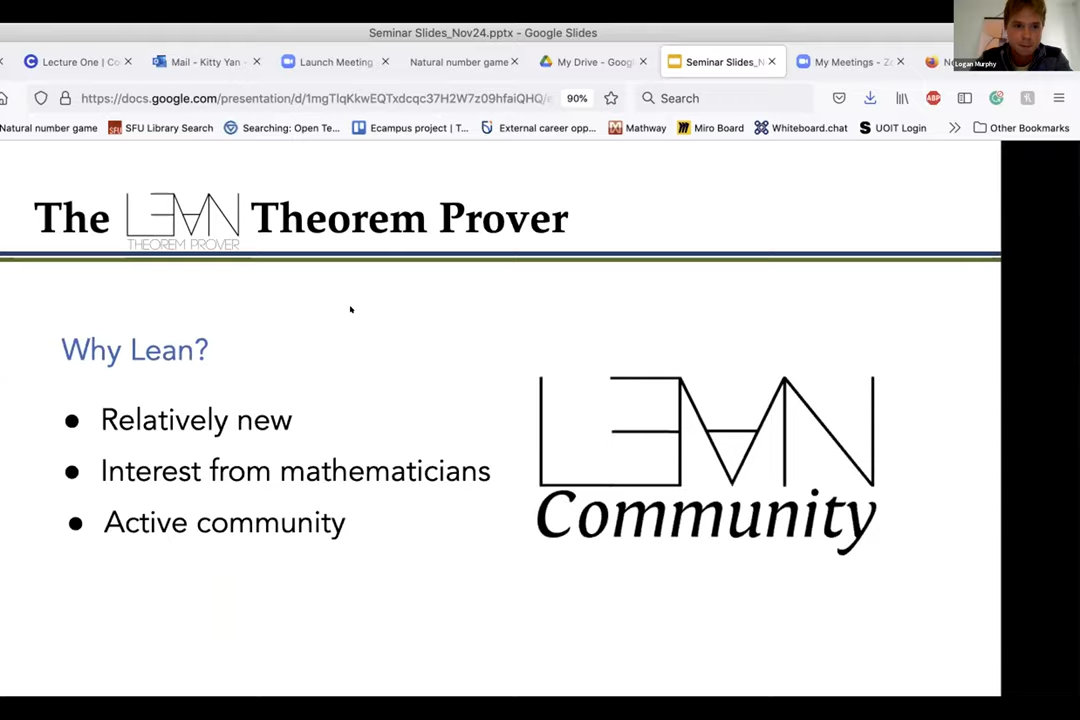 Seminar Slides_Nov24.pptx - Google Slides
Lecture One | Co
Mail - Kitty Yan -
Launch Meeting
Natural number game
My Drive - Goog
Seminar Slides_N
My Meetings - Zo
Logan Murphy
https://docs.google.com/presentation/d/1mgTlqKkwEQTxdcqc37H2W7z09hfaiQHQ/e
90%
Search
Natural number game
SFU Library Search
Searching: Open Te...
Ecampus project | T...
External career opp...
Mathway
Miro Board
Whiteboard.chat
UOIT Login
Other Bookmarks
The LEAN Theorem Prover
THEOREM PROVER
Why Lean?
● Relatively new
● Interest from mathematicians
● Active community
LEAN
Community